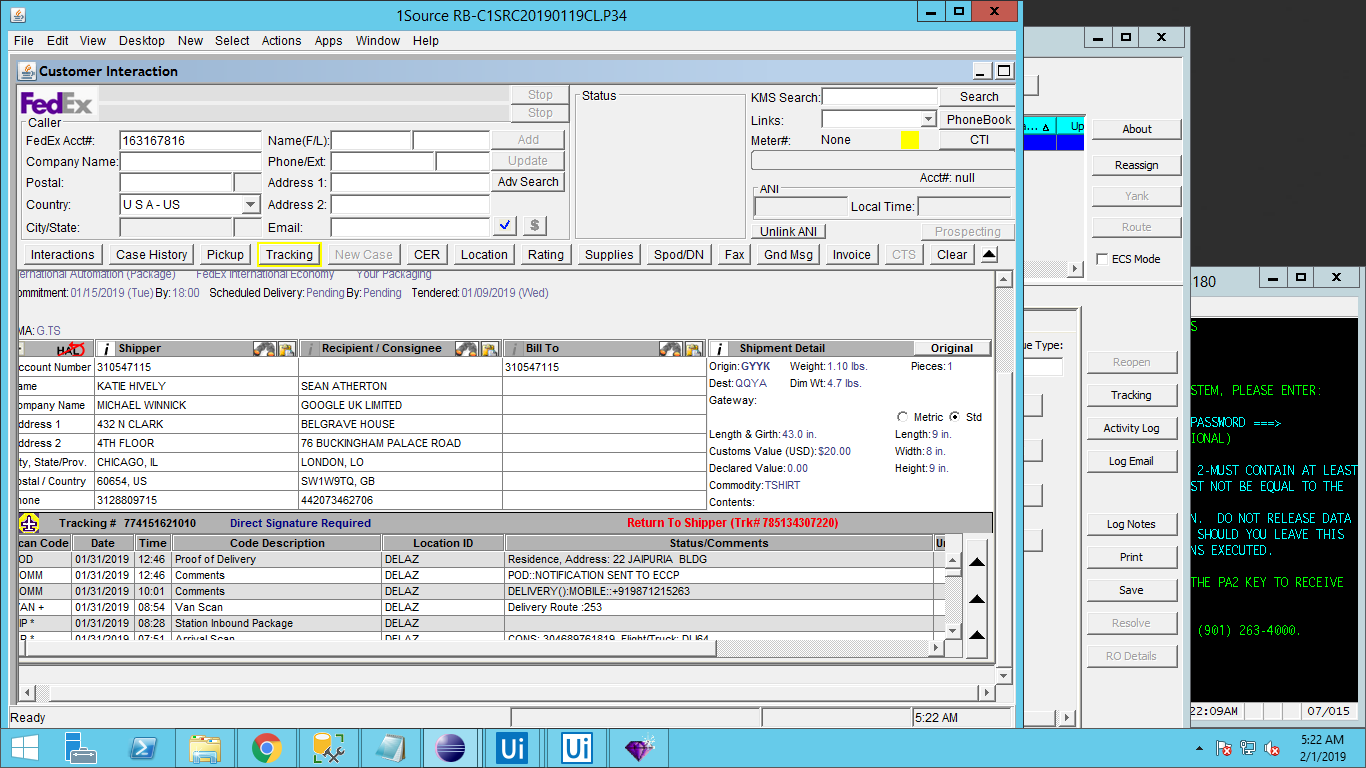 1Source RB-C1SRC20190119CL.P34
File Edit View Desktop New Select Actions Apps Window Help
Customer Interaction
FedEx
Stop
Stop
Caller
FedEx Acct#: 163167816 Name(F/L): Add
Company Name: Phone/Ext: Update
Postal: Address 1: Adv Search
Country: U S A - US Address 2:
City/State: Email: $
Status
KMS Search: Search
Links: PhoneBook
Meter#: None CTI
Acct#: null
ANI
Local Time:
Unlink ANI Prospecting
Interactions Case History Pickup Tracking New Case CER Location Rating Supplies Spod/DN Fax Gnd Msg Invoice CTS Clear
ternational Automation (Package) FedEx International Economy Your Packaging
ommitment: 01/15/2019 (Tue) By: 18:00 Scheduled Delivery: Pending By: Pending Tendered: 01/09/2019 (Wed)
MA: G.TS
HAL i Shipper i Recipient / Consignee i Bill To i Shipment Detail Original
ccount Number 310547115 310547115
ame KATIE HIVELY SEAN ATHERTON
ompany Name MICHAEL WINNICK GOOGLE UK LIMITED
ddress 1 432 N CLARK BELGRAVE HOUSE
ddress 2 4TH FLOOR 76 BUCKINGHAM PALACE ROAD
ty, State/Prov. CHICAGO, IL LONDON, LO
ostal / Country 60654, US SW1W9TQ, GB
hone 3128809715 442073462706
Origin: GYYK Weight: 1.10 lbs. Pieces: 1
Dest: QQYA Dim Wt: 4.7 lbs.
Gateway:
Metric Std
Length & Girth: 43.0 in. Length: 9 in.
Customs Value (USD): $20.00 Width: 8 in.
Declared Value: 0.00 Height: 9 in.
Commodity: TSHIRT
Contents:
Tracking # 774151621010 Direct Signature Required Return To Shipper (Trk# 785134307220)
can Code Date Time Code Description Location ID Status/Comments
OD 01/31/2019 12:46 Proof of Delivery DELAZ Residence, Address: 22 JAIPURIA BLDG
OMM 01/31/2019 12:46 Comments DELAZ POD::NOTIFICATION SENT TO ECCP
OMM 01/31/2019 10:01 Comments DELAZ DELIVERY():MOBILE::+919871215263
AN + 01/31/2019 08:54 Van Scan DELAZ Delivery Route :253
IP * 01/31/2019 08:28 Station Inbound Package DELAZ
01/31/2019 07:51 Arrival Scan DELAZ CONS: 304689761819 Flight/Truck: DLI64
Ready 5:22 AM
a... Up
About
Reassign
Yank
Route
ECS Mode
ue Type:
Reopen
Tracking
Activity Log
Log Email
Log Notes
Print
Save
Resolve
RO Details
180
S
STEM, PLEASE ENTER:
PASSWORD ===>
IONAL)
2-MUST CONTAIN AT LEAST
ST NOT BE EQUAL TO THE
N. DO NOT RELEASE DATA
SHOULD YOU LEAVE THIS
NS EXECUTED.
THE PA2 KEY TO RECEIVE
(901) 263-4000.
22:09AM 07/015
Ui Ui
5:22 AM
2/1/2019